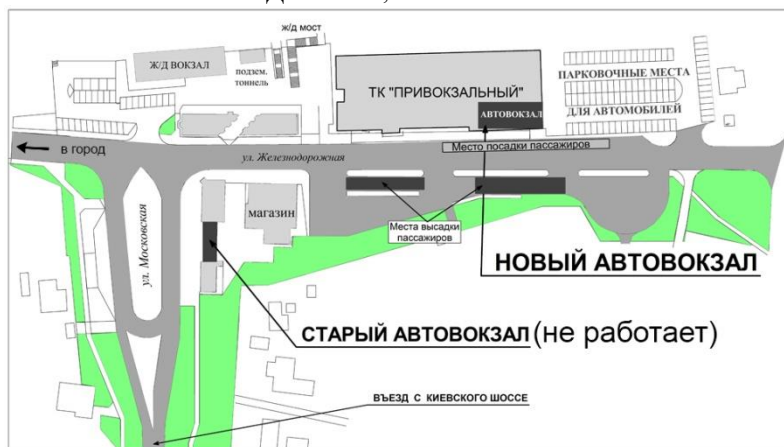 ж/д мост
Ж/Д ВОКЗАЛ
подзем.
тоннель
ТК "ПРИВОКЗАЛЬНЫЙ"
АВТОВОКЗАЛ
ПАРКОВОЧНЫЕ МЕСТА
ДЛЯ АВТОМОБИЛЕЙ
в город
ул. Железнодорожная
Место посадки пассажиров
ул. Московская
магазин
Места высадки
пассажиров
НОВЫЙ АВТОВОКЗАЛ
СТАРЫЙ АВТОВОКЗАЛ (не работает)
ВЪЕЗД С КИЕВСКОГО ШОССЕ